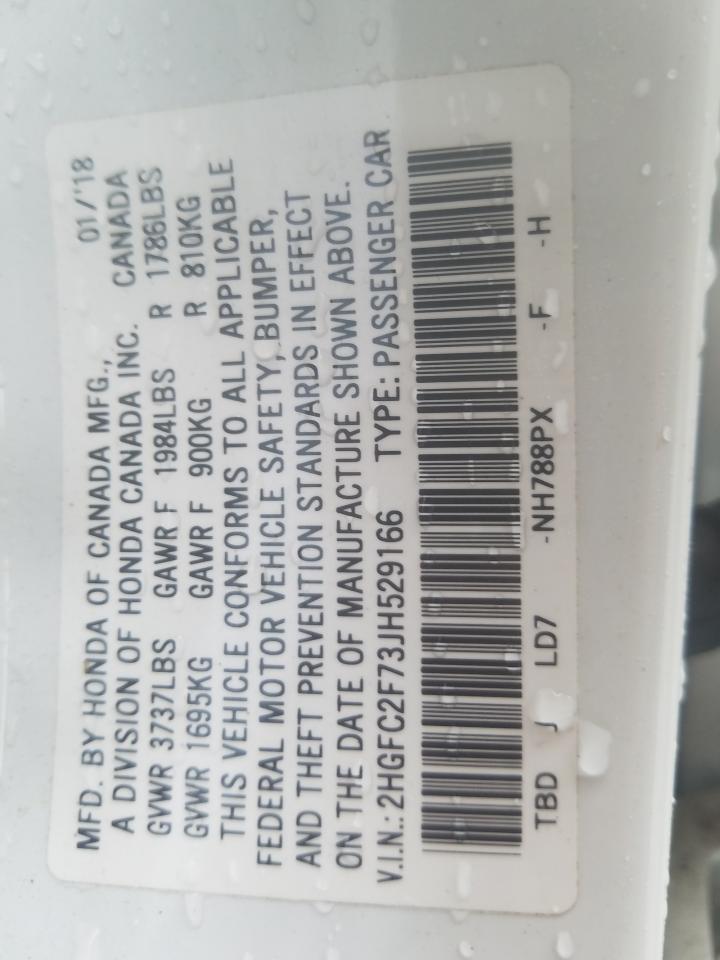 MFD. BY HONDA OF CANADA MFG., 01/'18
A DIVISION OF HONDA CANADA INC. CANADA
GVWR 3737LBS GAWR F 1984LBS R 1786LBS
GVWR 1695KG GAWR F 900KG R 810KG
THIS VEHICLE CONFORMS TO ALL APPLICABLE
FEDERAL MOTOR VEHICLE SAFETY, BUMPER,
AND THEFT PREVENTION STANDARDS IN EFFECT
ON THE DATE OF MANUFACTURE SHOWN ABOVE.
V.I.N.: 2HGFC2F73JH529166 TYPE: PASSENGER CAR
TBD J LD7 -NH788PX -F -H